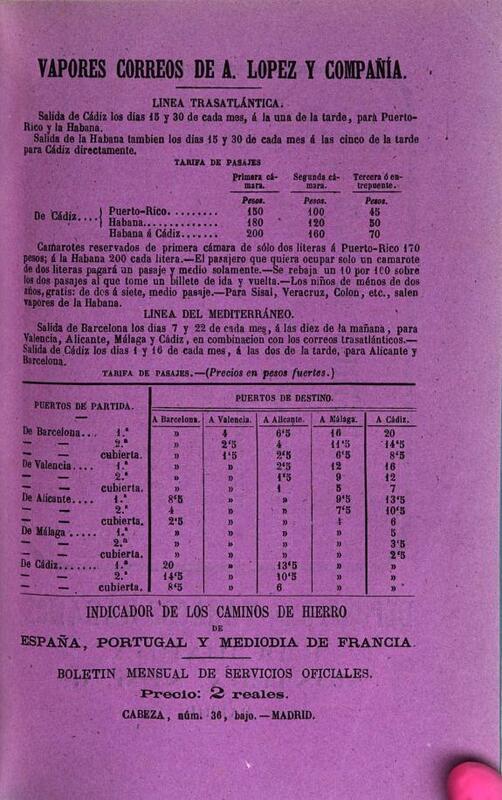 VAPORES CORREOS DE A. LOPEZ Y COMPAÑÍA.
LINEA TRASATLÁNTICA.
Salida de Cádiz los dias 15 y 30 de cada mes, á la una de la tarde, para Puerto-
Rico y la Habana.
Salida de la Habana tambien los dias 15 y 30 de cada mes á las cinco de la tarde
para Cádiz directamente.
TARIFA DE PASAJES
Primera cá- Segunda cá- Tercera ó en-
mara. mara. trepuente.
Pesos. Pesos. Pesos.
De Cádiz.... } Puerto-Rico......... 150 100 45
Habana.............. 180 120 50
Habana á Cádiz...... 200 160 70
Camarotes reservados de primera cámara de sólo dos literas á Puerto-Rico 170
pesos; á la Habana 200 cada litera.—El pasajero que quiera ocupar solo un camarote
de dos literas pagará un pasaje y medio solamente.—Se rebaja un 10 por 100 sobre
los dos pasajes al que tome un billete de ida y vuelta.—Los niños de ménos de dos
años, gratis: de dos á siete, medio pasaje.—Para Sisal, Veracruz, Colon, etc., salen
vapores de la Habana.
LINEA DEL MEDITERRÁNEO.
Salida de Barcelona los dias 7 y 22 de cada mes, á las diez de la mañana, para
Valencia, Alicante, Málaga y Cádiz, en combinacion con los correos trasatlánticos.—
Salida de Cádiz los dias 1 y 16 de cada mes, á las dos de la tarde, para Alicante y
Barcelona.
TARIFA DE PASAJES.—(Precios en pesos fuertes.)
PUERTOS DE PARTIDA. PUERTOS DE DESTINO.
A Barcelona. A Valencia. A Alicante. A Málaga. A Cádiz.
De Barcelona... 1.ª » 4 6'5 16 20
— — 2.ª » 2'5 4 11'5 14'5
— — cubierta. » 1'5 2'5 6'5 8'5
De Valencia.... 1.ª » » 2'5 12 16
— — 2.ª » » 1'5 9 12
— — cubierta. » » 1 5 7
De Alicante.... 1.ª 8'5 » » 9'5 13'5
— — 2.ª 4 » » 7'5 10'5
— — cubierta. 2'5 » » 4 6
De Málaga ..... 1.ª » » » » 5
— — 2.ª » » » » 3'5
— — cubierta. » » » » 2'5
De Cádiz....... 1.ª 20 » 13'5 » »
— — 2.ª 14'5 » 10'5 » »
— — cubierta. 8'5 » 6 » »
INDICADOR DE LOS CAMINOS DE HIERRO
DE
ESPAÑA, PORTUGAL Y MEDIODIA DE FRANCIA.
BOLETIN MENSUAL DE SERVICIOS OFICIALES.
Precio: 2 reales.
CABEZA, núm. 36, bajo.—MADRID.